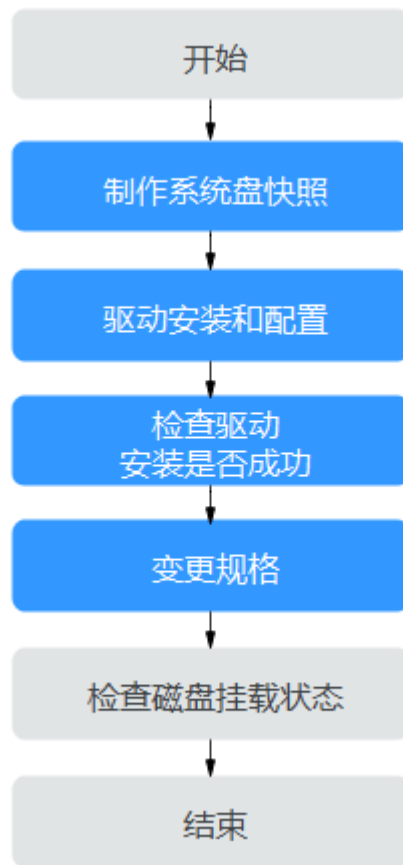 开始
制作系统盘快照
驱动安装和配置
检查驱动
安装是否成功
变更规格
检查磁盘挂载状态
结束